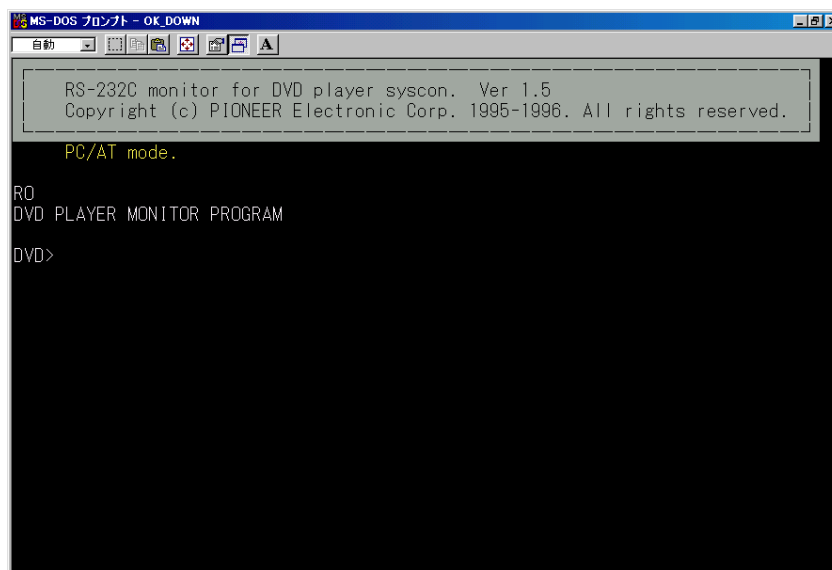 MS-DOS プロンプト - OK_DOWN
自動
A
RS-232C monitor for DVD player syscon. Ver 1.5
Copyright (c) PIONEER Electronic Corp. 1995-1996. All rights reserved.
PC/AT mode.
RO
DVD PLAYER MONITOR PROGRAM
DVD>